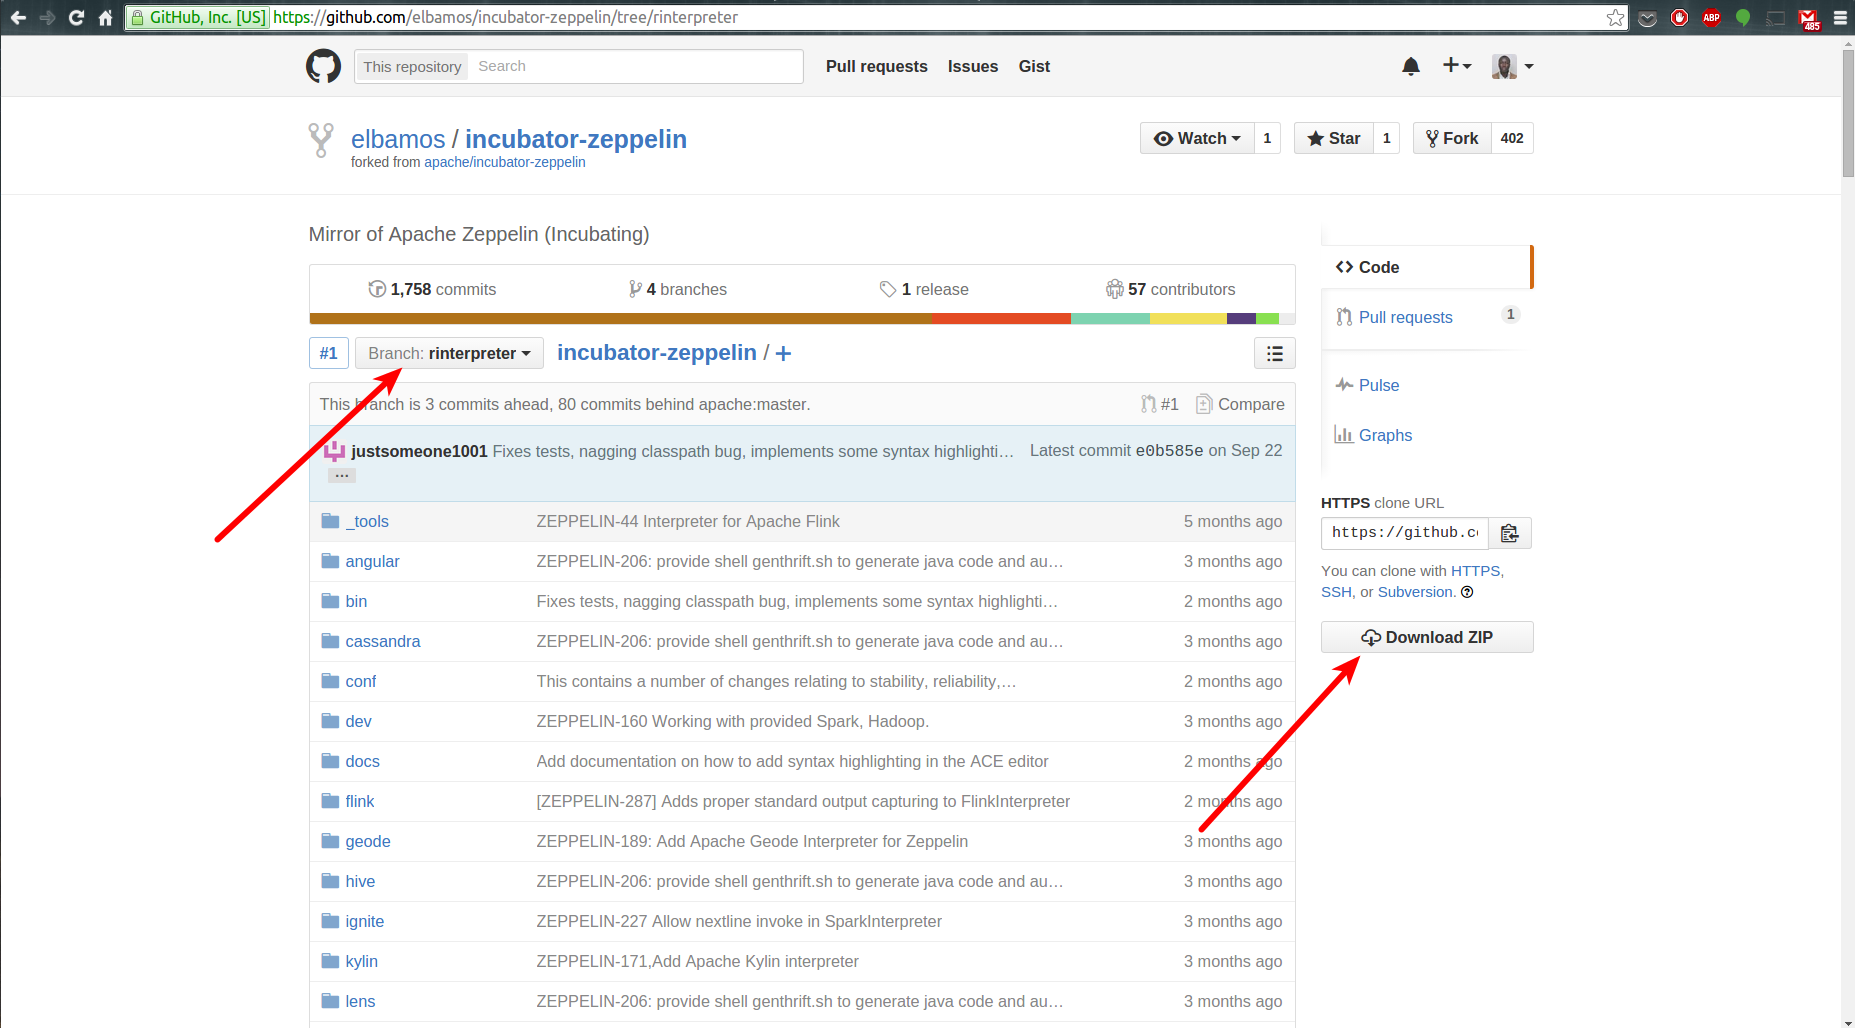 GitHub, Inc. [US] https://github.com/elbamos/incubator-zeppelin/tree/rinterpreter
ABP
485
This repository Search Pull requests Issues Gist
elbamos / incubator-zeppelin
forked from apache/incubator-zeppelin
Watch 1 Star 1 Fork 402
Mirror of Apache Zeppelin (Incubating)
1,758 commits 4 branches 1 release 57 contributors
#1 Branch: rinterpreter incubator-zeppelin / +
This branch is 3 commits ahead, 80 commits behind apache:master. #1 Compare
justsomeone1001 Fixes tests, nagging classpath bug, implements some syntax highlighti… Latest commit e0b585e on Sep 22
…
_tools ZEPPELIN-44 Interpreter for Apache Flink 5 months ago
angular ZEPPELIN-206: provide shell genthrift.sh to generate java code and au… 3 months ago
bin Fixes tests, nagging classpath bug, implements some syntax highlighti… 2 months ago
cassandra ZEPPELIN-206: provide shell genthrift.sh to generate java code and au… 3 months ago
conf This contains a number of changes relating to stability, reliability,… 2 months ago
dev ZEPPELIN-160 Working with provided Spark, Hadoop. 3 months ago
docs Add documentation on how to add syntax highlighting in the ACE editor 2 months ago
flink [ZEPPELIN-287] Adds proper standard output capturing to FlinkInterpreter 2 months ago
geode ZEPPELIN-189: Add Apache Geode Interpreter for Zeppelin 3 months ago
hive ZEPPELIN-206: provide shell genthrift.sh to generate java code and au… 3 months ago
ignite ZEPPELIN-227 Allow nextline invoke in SparkInterpreter 3 months ago
kylin ZEPPELIN-171,Add Apache Kylin interpreter 3 months ago
lens ZEPPELIN-206: provide shell genthrift.sh to generate java code and au… 3 months ago
Code
Pull requests 1
Pulse
Graphs
HTTPS clone URL
https://github.c
You can clone with HTTPS,
SSH, or Subversion.
Download ZIP